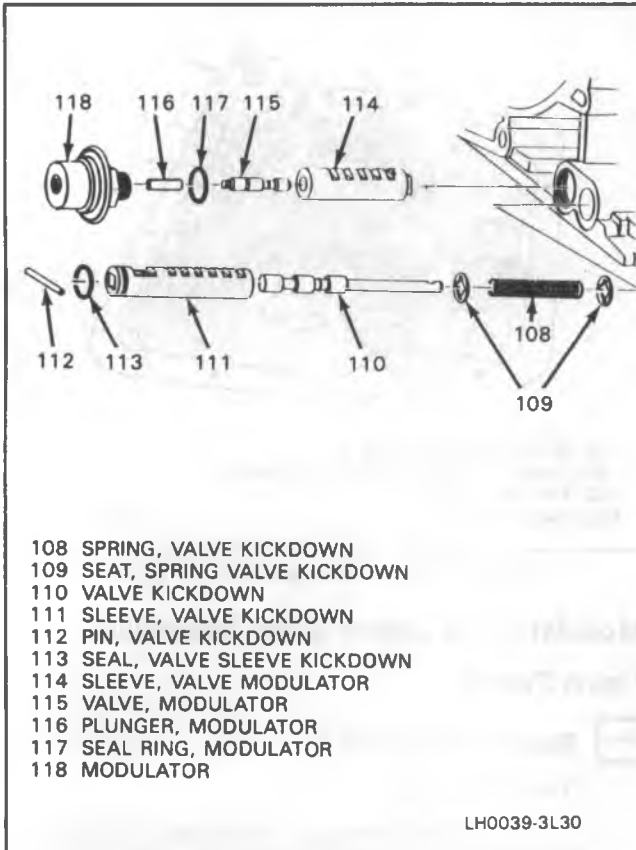 118 116 117 115 114
112 113 111 110 108
109
108 SPRING, VALVE KICKDOWN
109 SEAT, SPRING VALVE KICKDOWN
110 VALVE KICKDOWN
111 SLEEVE, VALVE KICKDOWN
112 PIN, VALVE KICKDOWN
113 SEAL, VALVE SLEEVE KICKDOWN
114 SLEEVE, VALVE MODULATOR
115 VALVE, MODULATOR
116 PLUNGER, MODULATOR
117 SEAL RING, MODULATOR
118 MODULATOR
LH0039-3L30